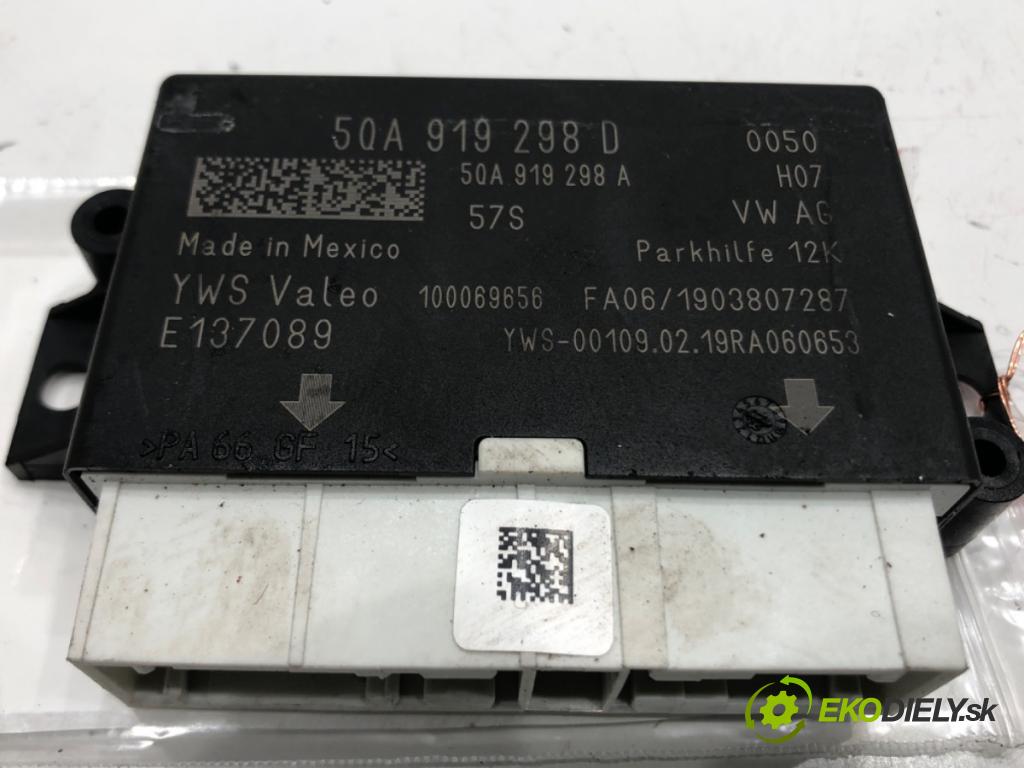 5QA 919 298 D 0050
5QA 919 298 A H07
57S VW AG
Made in Mexico Parkhilfe 12K
YWS Valeo 100069656 FA06/1903807287
E137089 YWS-00109.02.19RA060653
>PA 66 GF 15<
EKODIELY.sk